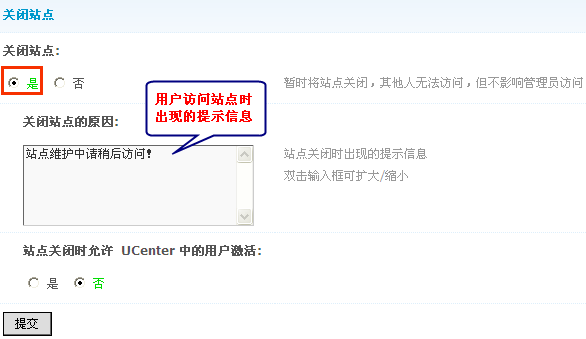 关闭站点
关闭站点:
是 否 暂时将站点关闭，其他人无法访问，但不影响管理员访问
用户访问站点时
出现的提示信息
关闭站点的原因:
站点维护中请稍后访问!
站点关闭时出现的提示信息
双击输入框可扩大/缩小
站点关闭时允许 UCenter 中的用户激活:
是 否
提交